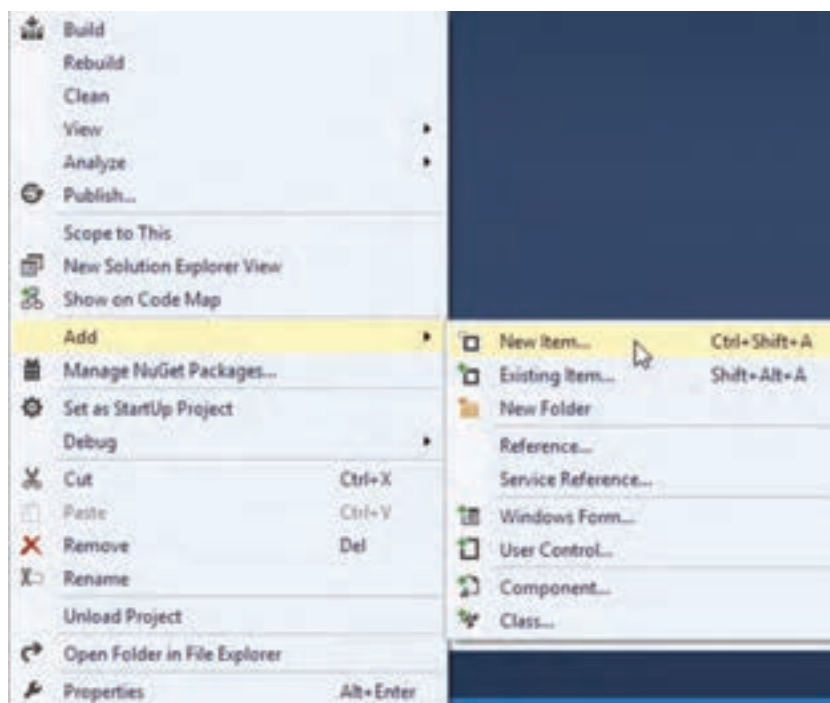 Build
Rebuild
Clean
View
Analyze
Publish...
Scope to This
New Solution Explorer View
Show on Code Map
Add
Manage NuGet Packages...
Set as StartUp Project
Debug
Cut Ctrl+X
Paste Ctrl+V
Remove Del
Rename
Unload Project
Open Folder in File Explorer
Properties Alt+Enter
New Item... Ctrl+Shift+A
Existing Item... Shift+Alt+A
New Folder
Reference...
Service Reference...
Windows Form...
User Control...
Component...
Class...